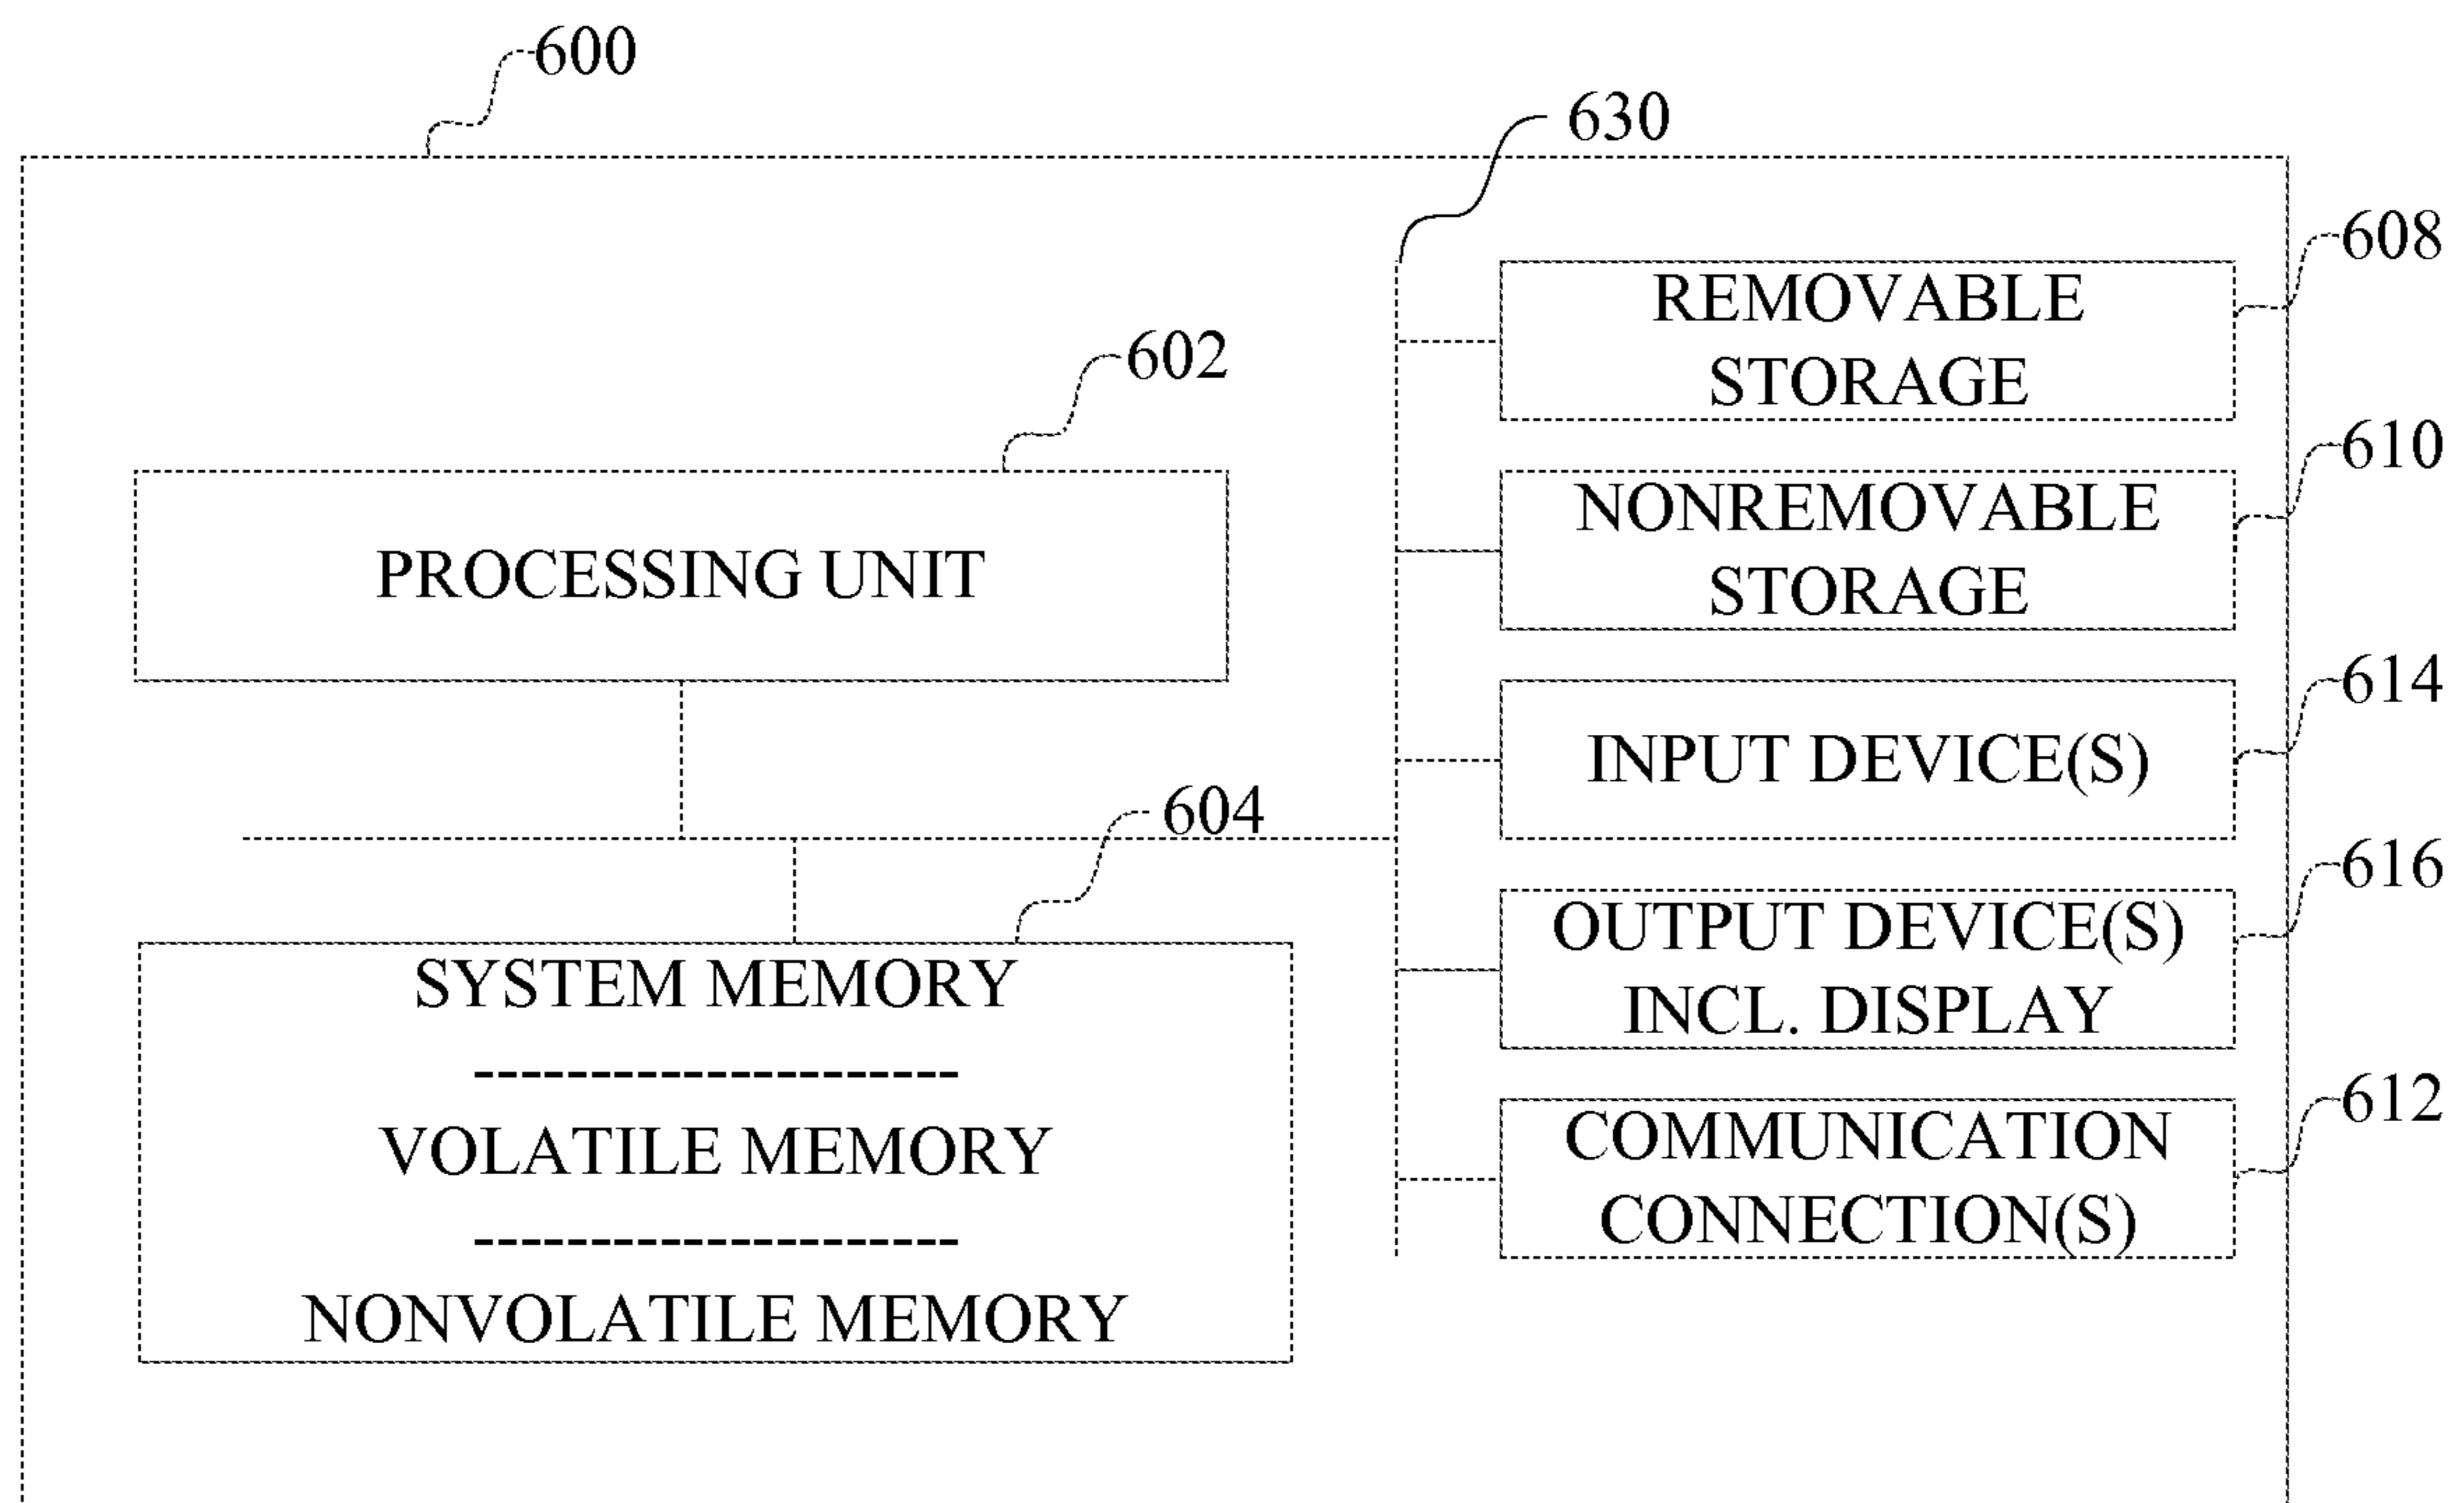 600
630
608
REMOVABLE
STORAGE
602
610
NONREMOVABLE
STORAGE
PROCESSING UNIT
614
INPUT DEVICE(S)
604
616
OUTPUT DEVICE(S)
INCL. DISPLAY
SYSTEM MEMORY
VOLATILE MEMORY
NONVOLATILE MEMORY
612
COMMUNICATION
CONNECTION(S)